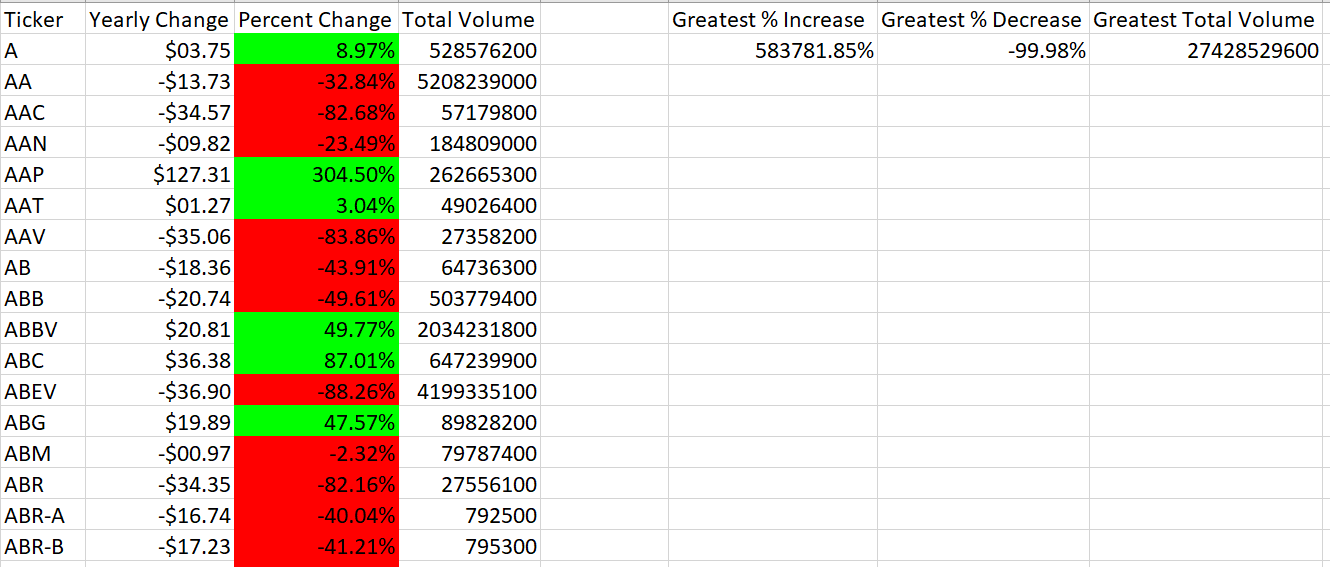 Ticker Yearly Change Percent Change Total Volume Greatest % Increase Greatest % Decrease Greatest Total Volume
A $03.75 8.97% 528576200 583781.85% -99.98% 27428529600
AA -$13.73 -32.84% 5208239000
AAC -$34.57 -82.68% 57179800
AAN -$09.82 -23.49% 184809000
AAP $127.31 304.50% 262665300
AAT $01.27 3.04% 49026400
AAV -$35.06 -83.86% 27358200
AB -$18.36 -43.91% 64736300
ABB -$20.74 -49.61% 503779400
ABBV $20.81 49.77% 2034231800
ABC $36.38 87.01% 647239900
ABEV -$36.90 -88.26% 4199335100
ABG $19.89 47.57% 89828200
ABM -$00.97 -2.32% 79787400
ABR -$34.35 -82.16% 27556100
ABR-A -$16.74 -40.04% 792500
ABR-B -$17.23 -41.21% 795300